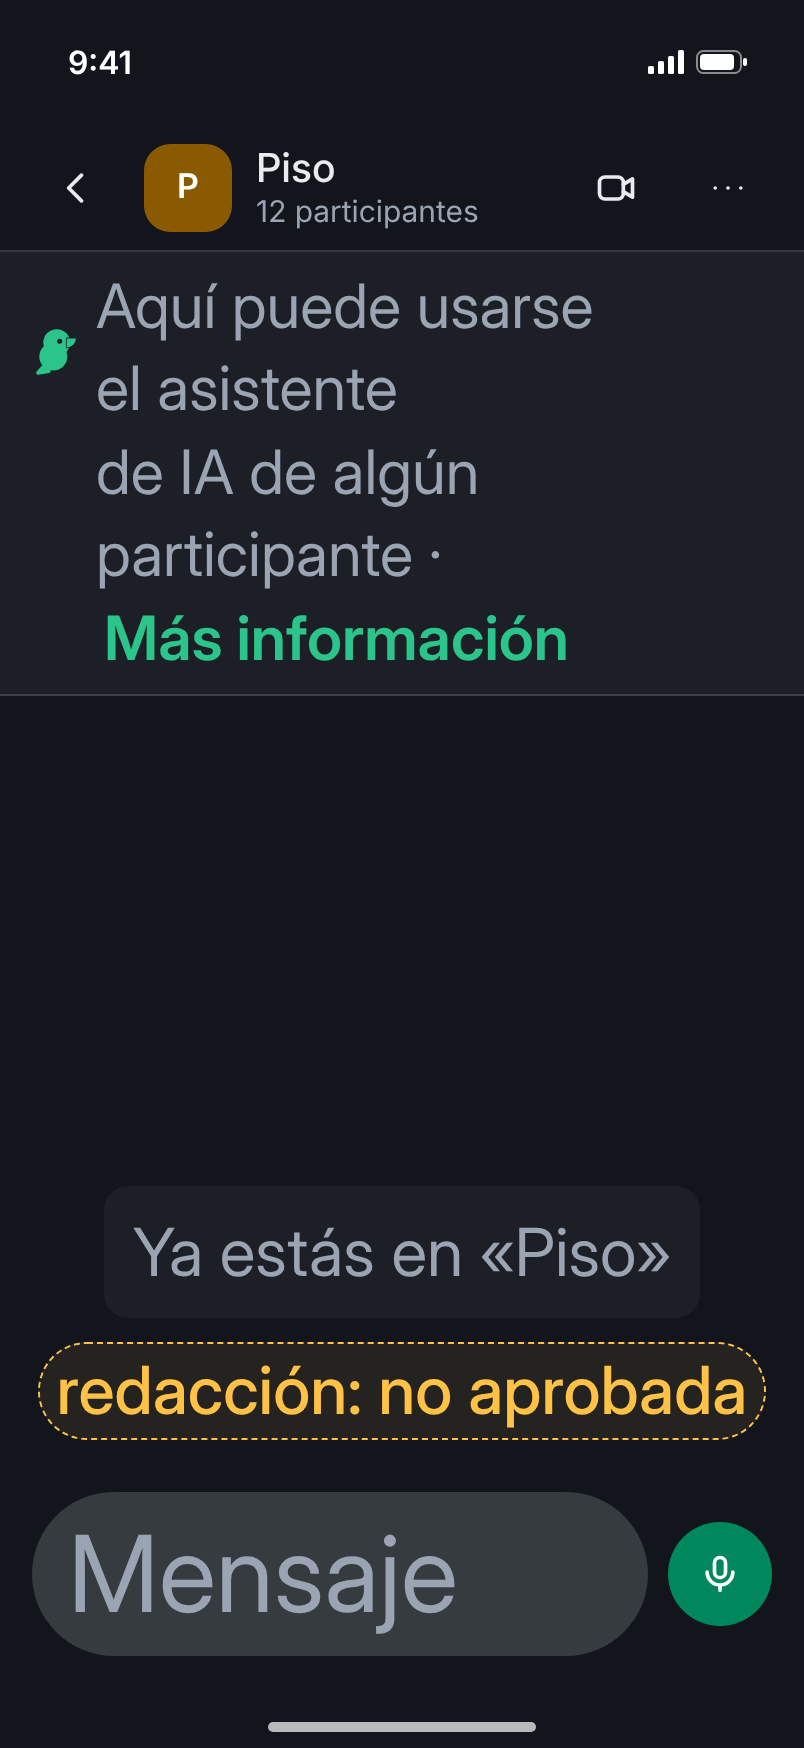 9:41
P
Piso
12 participantes
Aquí puede usarse
el asistente
de IA de algún
participante ·
Más información
Ya estás en «Piso»
redacción: no aprobada
Mensaje